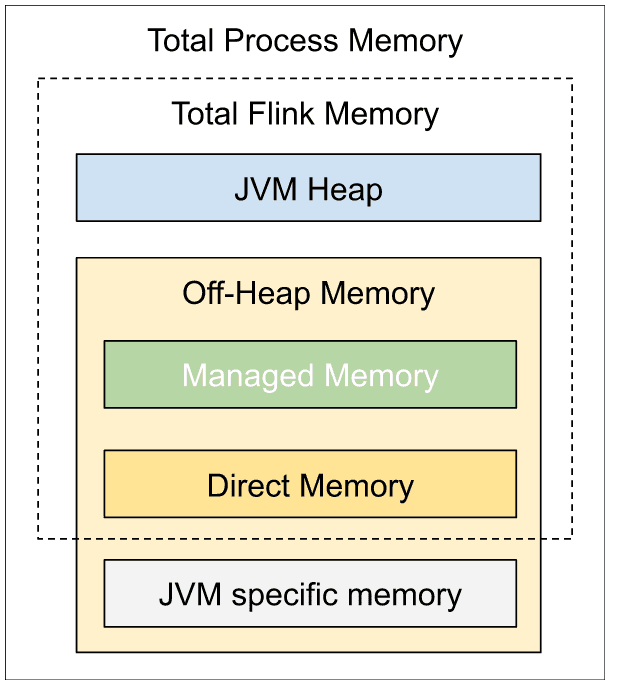 Total Process Memory
Total Flink Memory
JVM Heap
Off-Heap Memory
Managed Memory
Direct Memory
JVM specific memory